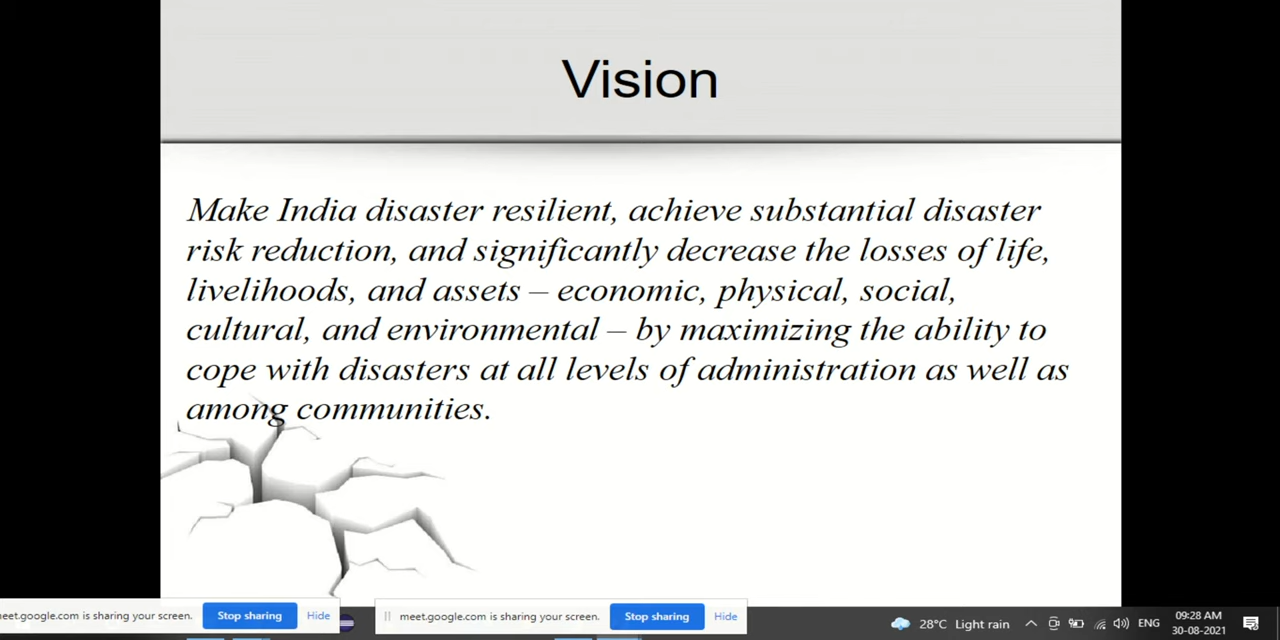 Vision
Make India disaster resilient, achieve substantial disaster
risk reduction, and significantly decrease the losses of life,
livelihoods, and assets – economic, physical, social,
cultural, and environmental – by maximizing the ability to
cope with disasters at all levels of administration as well as
among communities.
meet.google.com is sharing your screen. Stop sharing Hide
meet.google.com is sharing your screen. Stop sharing Hide
28°C Light rain ENG 09:28 AM
30-08-2021